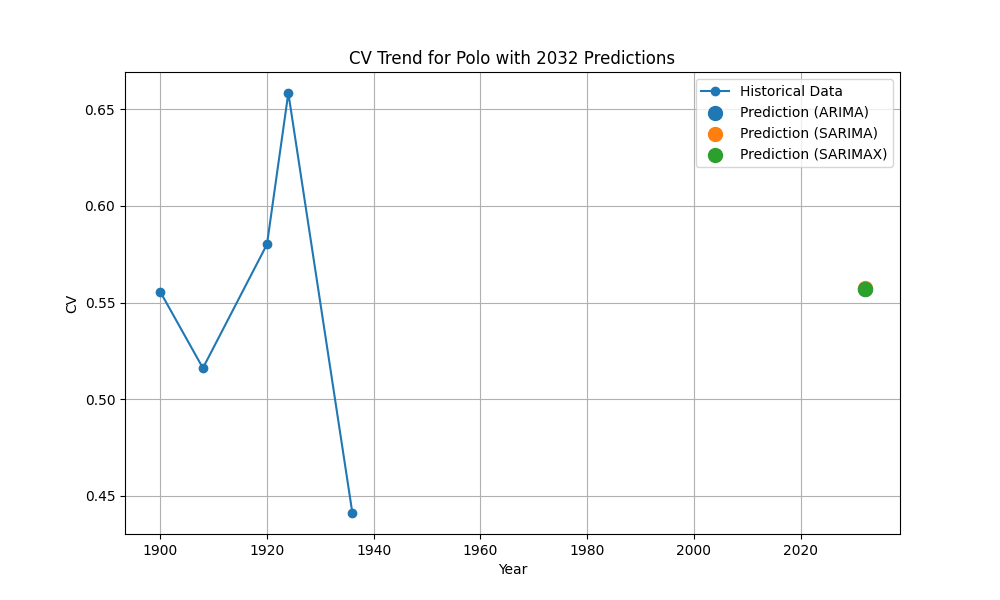 CV Trend for Polo with 2032 Predictions
Historical Data
Prediction (ARIMA)
Prediction (SARIMA)
Prediction (SARIMAX)
0.65
0.60
0.55
0.50
0.45
CV
1900 1920 1940 1960 1980 2000 2020
Year